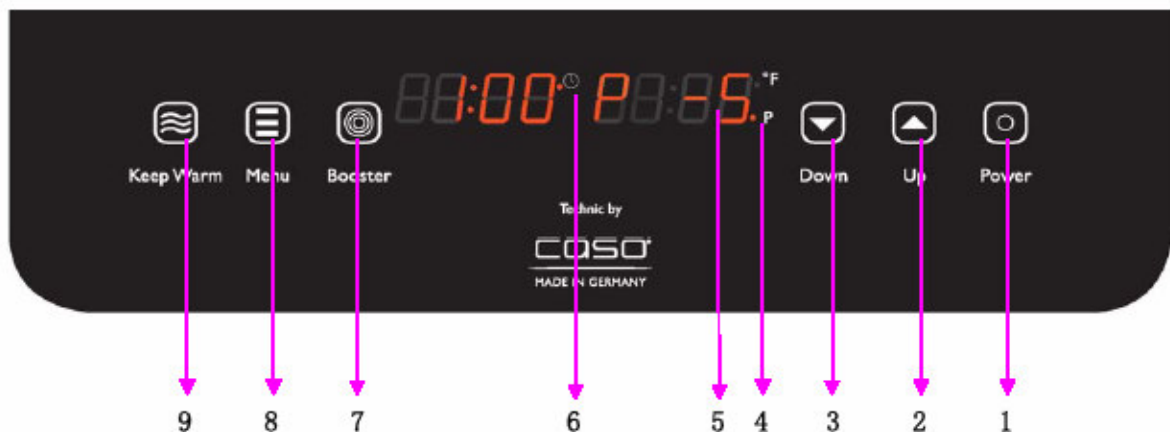 1:00 P -5.
°F
P
Keep Warm Menu Booster Down Up Power
Technic by
caso
MADE IN GERMANY
9 8 7 6 5 4 3 2 1